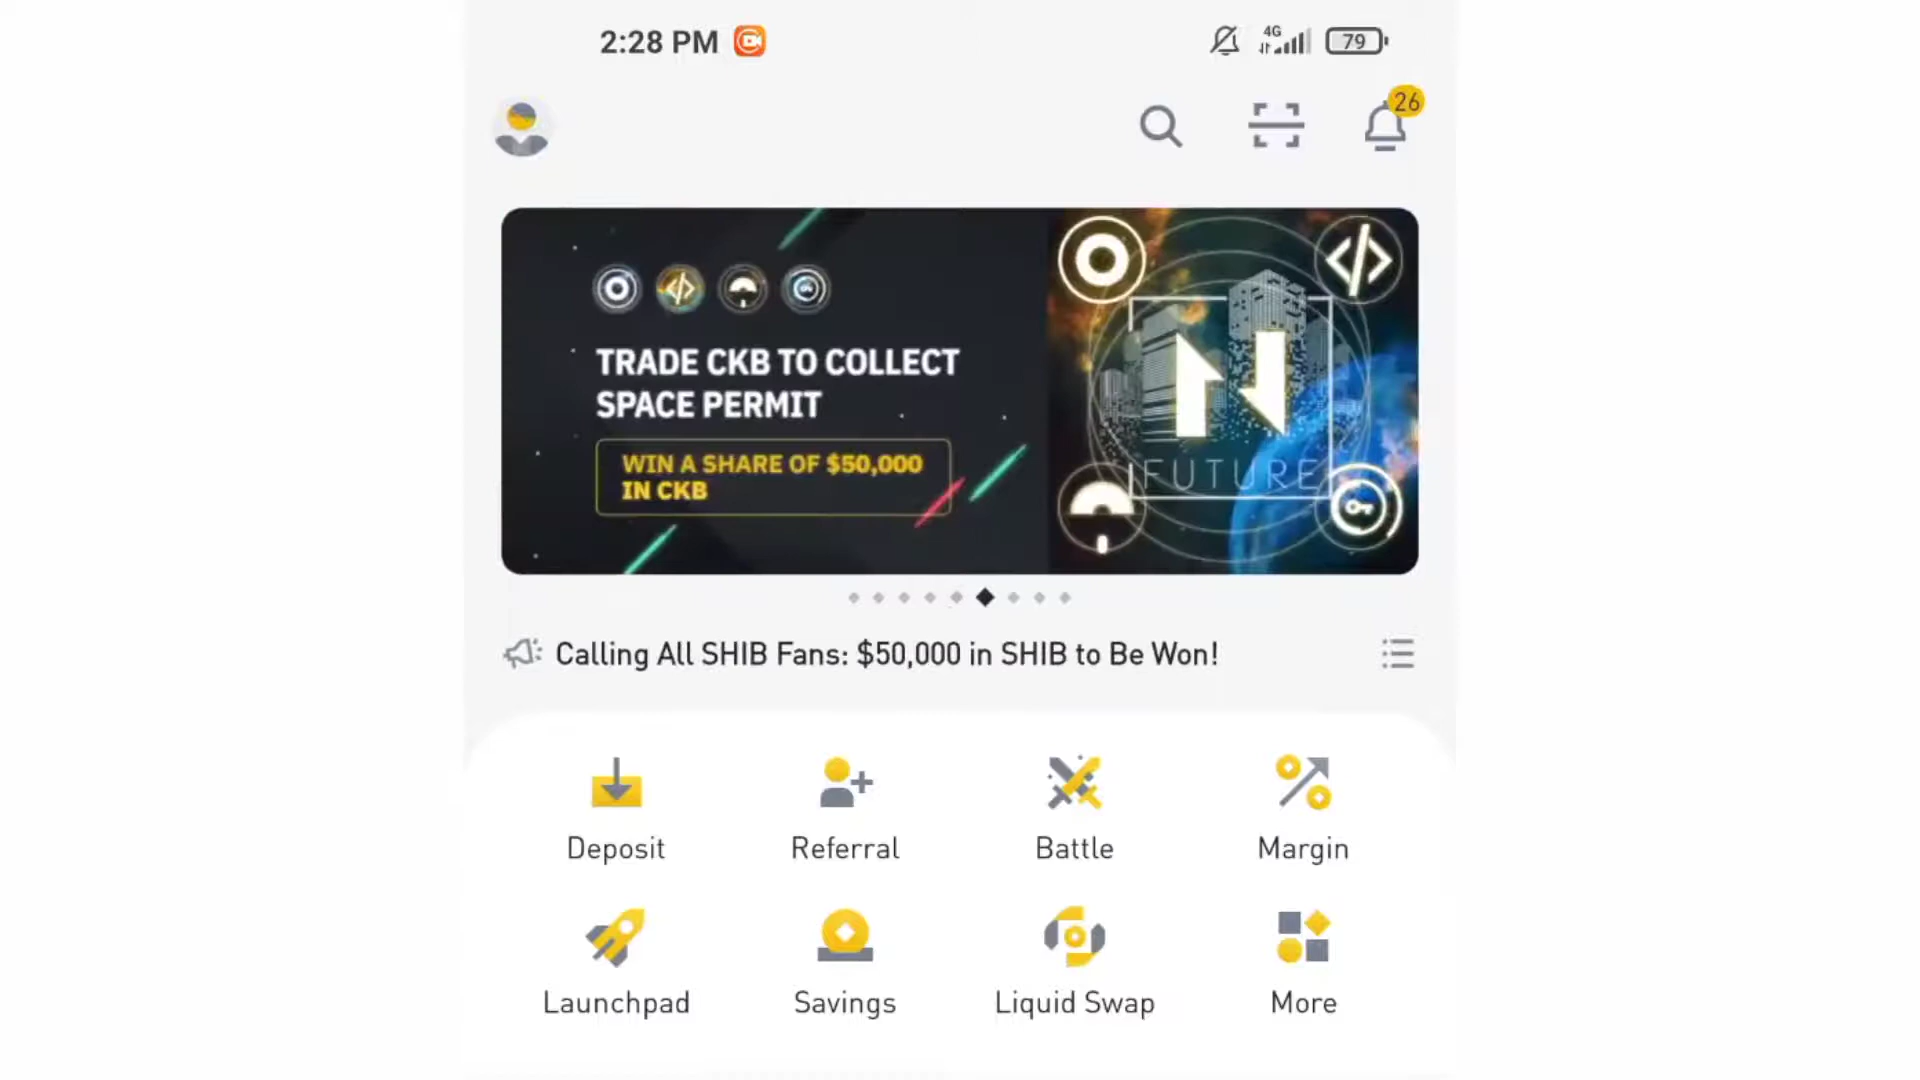 2:28 PM
4G
79
26
TRADE CKB TO COLLECT
SPACE PERMIT
WIN A SHARE OF $50,000
IN CKB
FUTURE
Calling All SHIB Fans: $50,000 in SHIB to Be Won!
Deposit
Referral
Battle
Margin
Launchpad
Savings
Liquid Swap
More